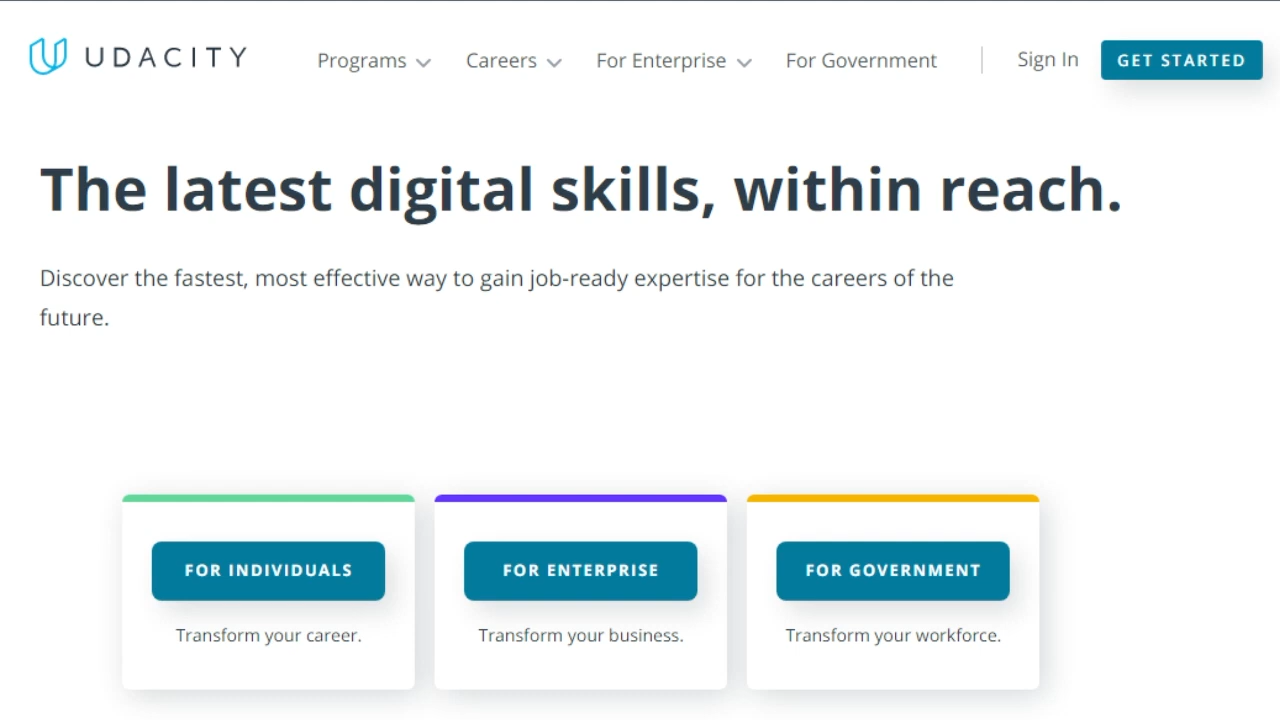 UDACITY
Programs
Careers
For Enterprise
For Government
Sign In
GET STARTED
The latest digital skills, within reach.
Discover the fastest, most effective way to gain job-ready expertise for the careers of the
future.
FOR INDIVIDUALS
Transform your career.
FOR ENTERPRISE
Transform your business.
FOR GOVERNMENT
Transform your workforce.